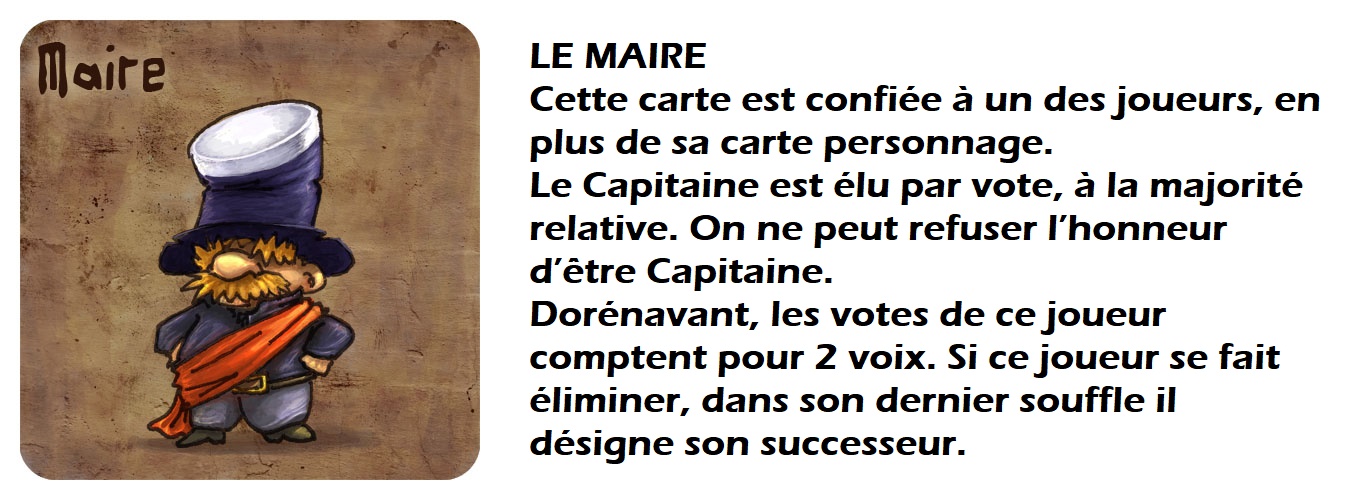 Maire
LE MAIRE
Cette carte est confiée à un des joueurs, en
plus de sa carte personnage.
Le Capitaine est élu par vote, à la majorité
relative. On ne peut refuser l’honneur
d’être Capitaine.
Dorénavant, les votes de ce joueur
comptent pour 2 voix. Si ce joueur se fait
éliminer, dans son dernier souffle il
désigne son successeur.